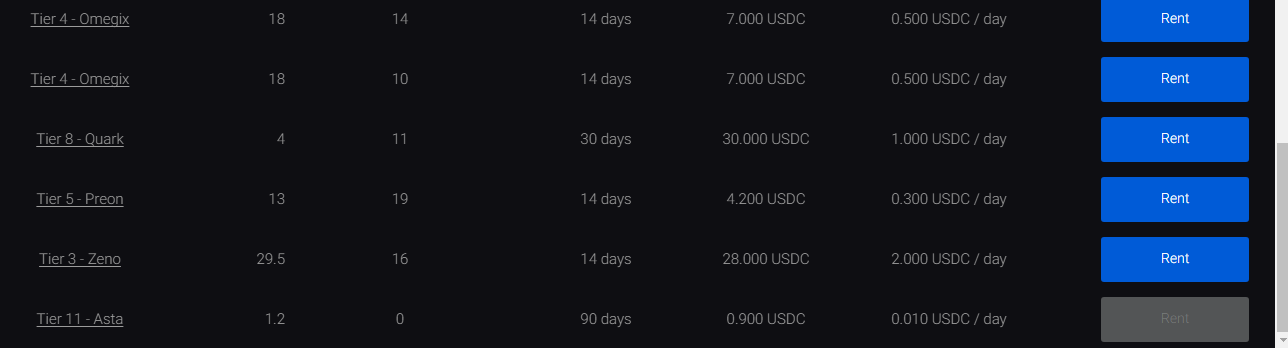 Tier 4 - Omegix 18 14 14 days 7.000 USDC 0.500 USDC / day Rent
Tier 4 - Omegix 18 10 14 days 7.000 USDC 0.500 USDC / day Rent
Tier 8 - Quark 4 11 30 days 30.000 USDC 1.000 USDC / day Rent
Tier 5 - Preon 13 19 14 days 4.200 USDC 0.300 USDC / day Rent
Tier 3 - Zeno 29.5 16 14 days 28.000 USDC 2.000 USDC / day Rent
Tier 11 - Asta 1.2 0 90 days 0.900 USDC 0.010 USDC / day Rent